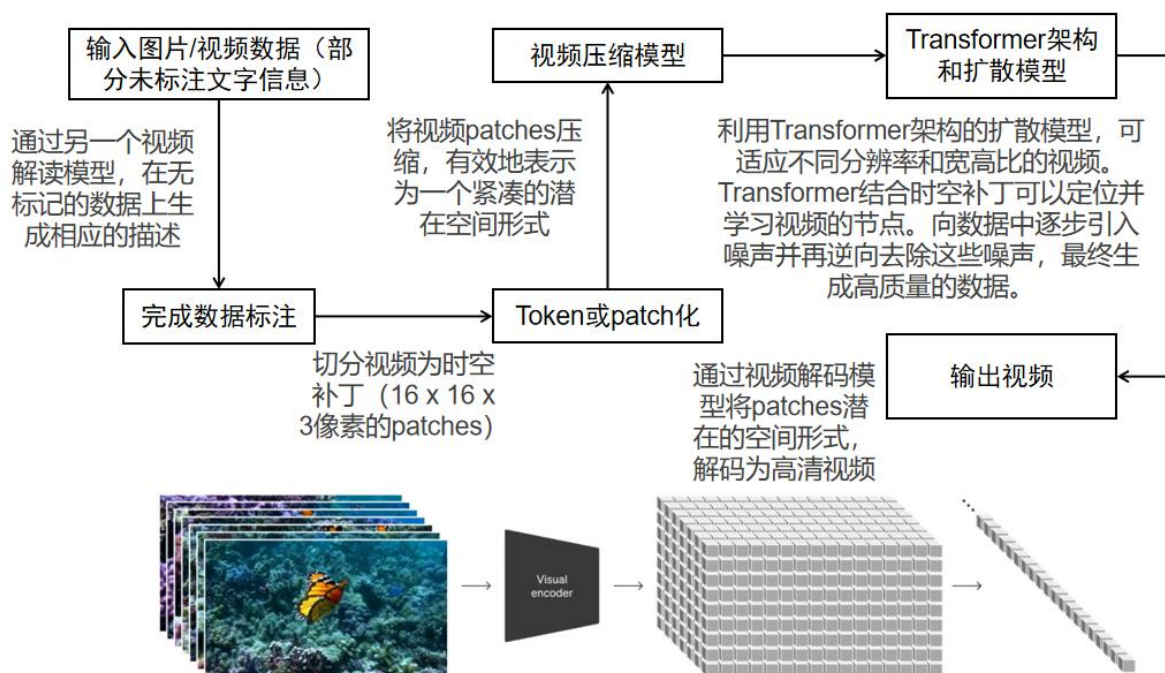 输入图片/视频数据（部
分未标注文字信息）
视频压缩模型
Transformer架构
和扩散模型
通过另一个视频
解读模型，在无
标记的数据上生
成相应的描述
将视频patches压
缩，有效地表示
为一个紧凑的潜
在空间形式
利用Transformer架构的扩散模型，可
适应不同分辨率和宽高比的视频。
Transformer结合时空补丁可以定位并
学习视频的节点。向数据中逐步引入
噪声并再逆向去除这些噪声，最终生
成高质量的数据。
完成数据标注
Token或patch化
输出视频
切分视频为时空
补丁（16 x 16 x
3像素的patches）
通过视频解码模
型将patches潜
在的空间形式，
解码为高清视频
Visual
encoder